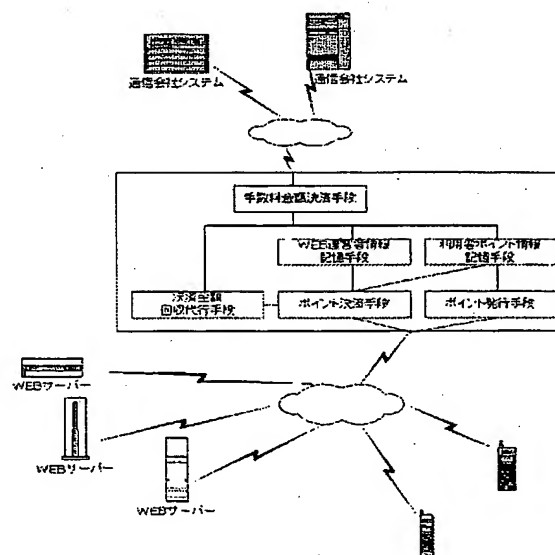 通信会社システム
通信会社システム
手数料金額決済手段
WEB運営者情報
記憶手段
利用者ポイント情報
記憶手段
決済金額
回収代行手段
ポイント決済手段
ポイント発行手段
WEBサーバー
WEBサーバー
WEBサーバー